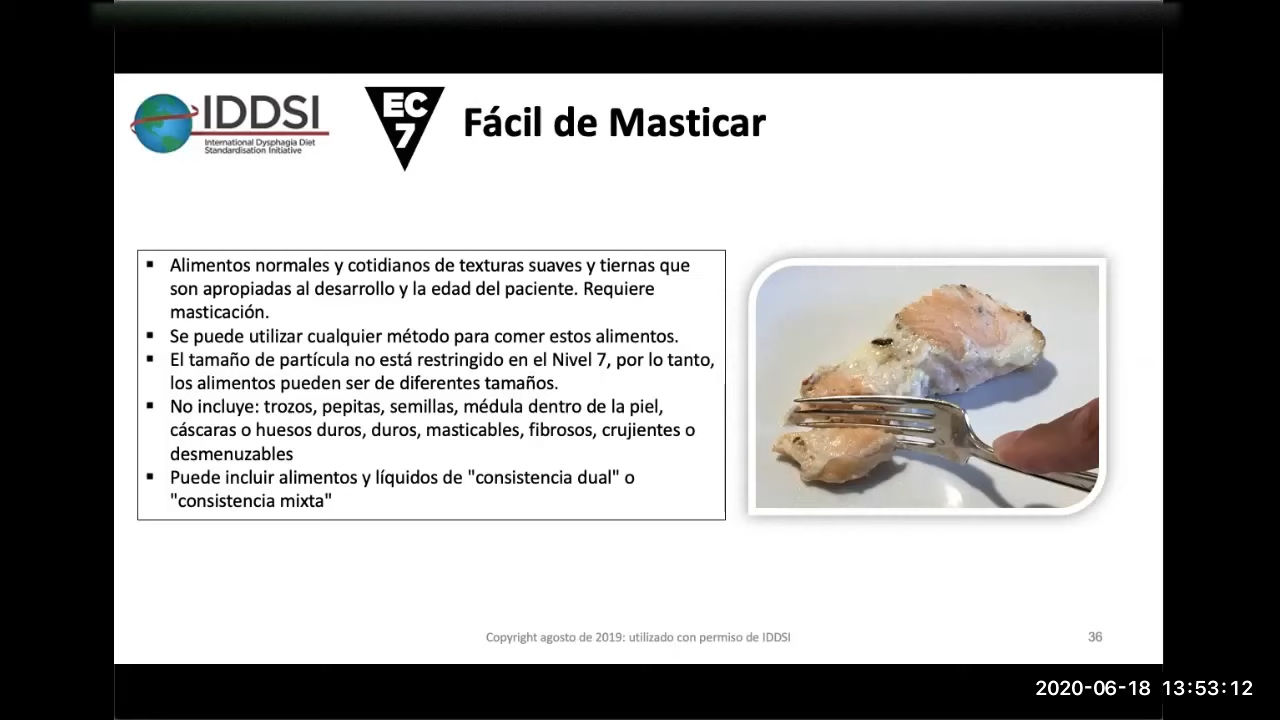 IDDSI
International Dysphagia Diet
Standardisation Initiative
EC
7
Fácil de Masticar
▪ Alimentos normales y cotidianos de texturas suaves y tiernas que
son apropiadas al desarrollo y la edad del paciente. Requiere
masticación.
▪ Se puede utilizar cualquier método para comer estos alimentos.
▪ El tamaño de partícula no está restringido en el Nivel 7, por lo tanto,
los alimentos pueden ser de diferentes tamaños.
▪ No incluye: trozos, pepitas, semillas, médula dentro de la piel,
cáscaras o huesos duros, duros, masticables, fibrosos, crujientes o
desmenuzables
▪ Puede incluir alimentos y líquidos de "consistencia dual" o
"consistencia mixta"
Copyright agosto de 2019: utilizado con permiso de IDDSI
36
2020-06-18 13:53:12